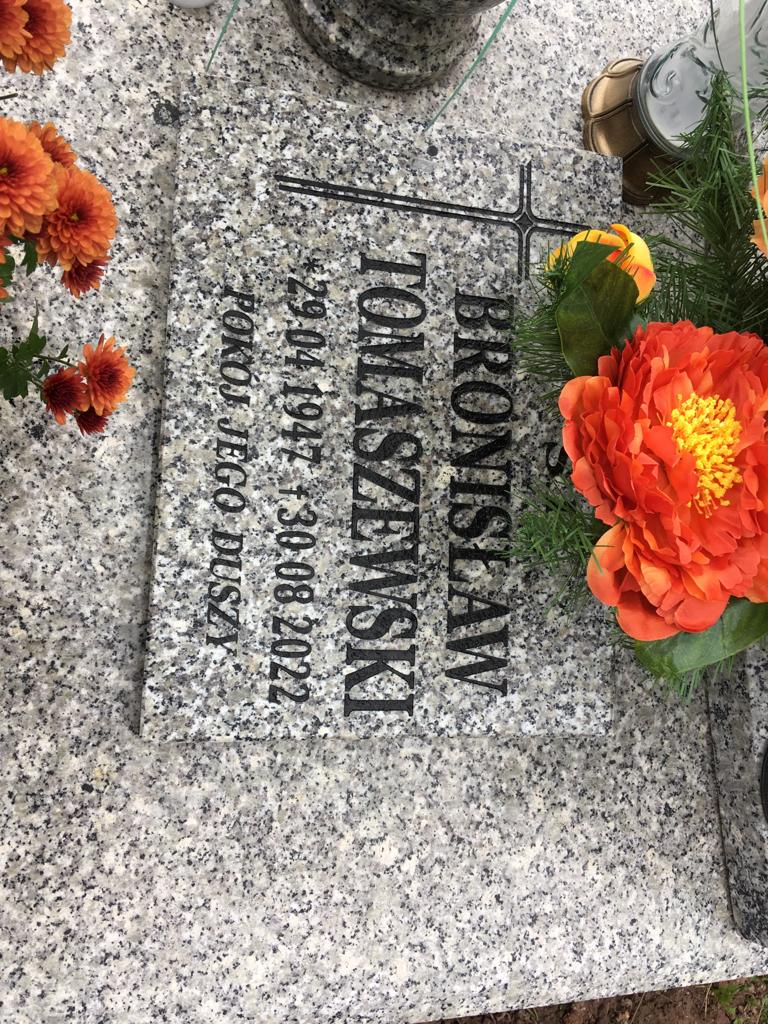 BRONISŁAW
TOMASZEWSKI
* 29.04.1947 † 30.08.2022
POKÓJ JEGO DUSZY